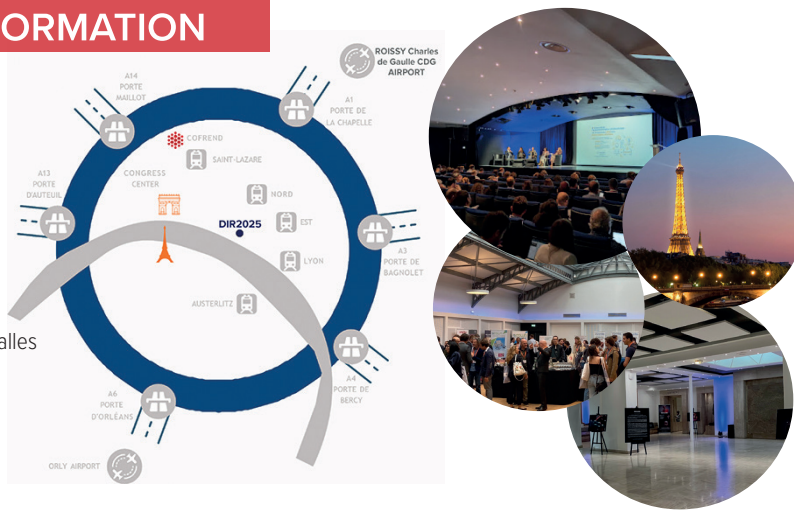 ORMATION
ROISSY Charles
de Gaulle CDG
AIRPORT
A14
PORTE
MAILLOT
A1
PORTE DE
LA CHAPELLE
COFREND
SAINT-LAZARE
CONGRESS
CENTER
A13
PORTE
D'AUTEUIL
NORD
DIR2025
EST
A3
PORTE DE
BAGNOLET
LYON
AUSTERLITZ
alles
A4
PORTE DE
BERCY
A6
PORTE
D'ORLÉANS
ORLY AIRPORT